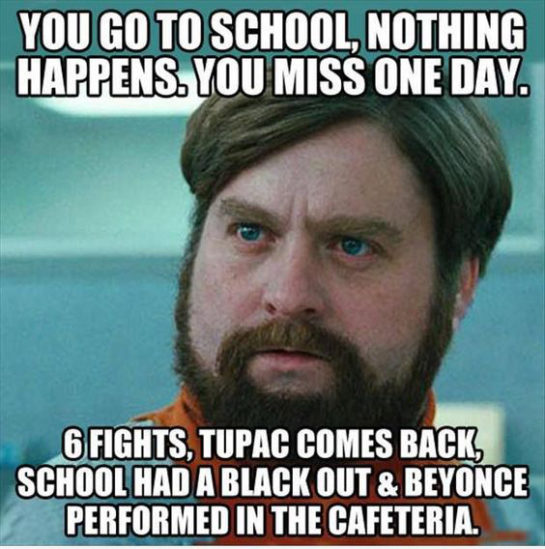 YOU GO TO SCHOOL, NOTHING
HAPPENS. YOU MISS ONE DAY.
6 FIGHTS, TUPAC COMES BACK,
SCHOOL HAD A BLACK OUT & BEYONCE
PERFORMED IN THE CAFETERIA.